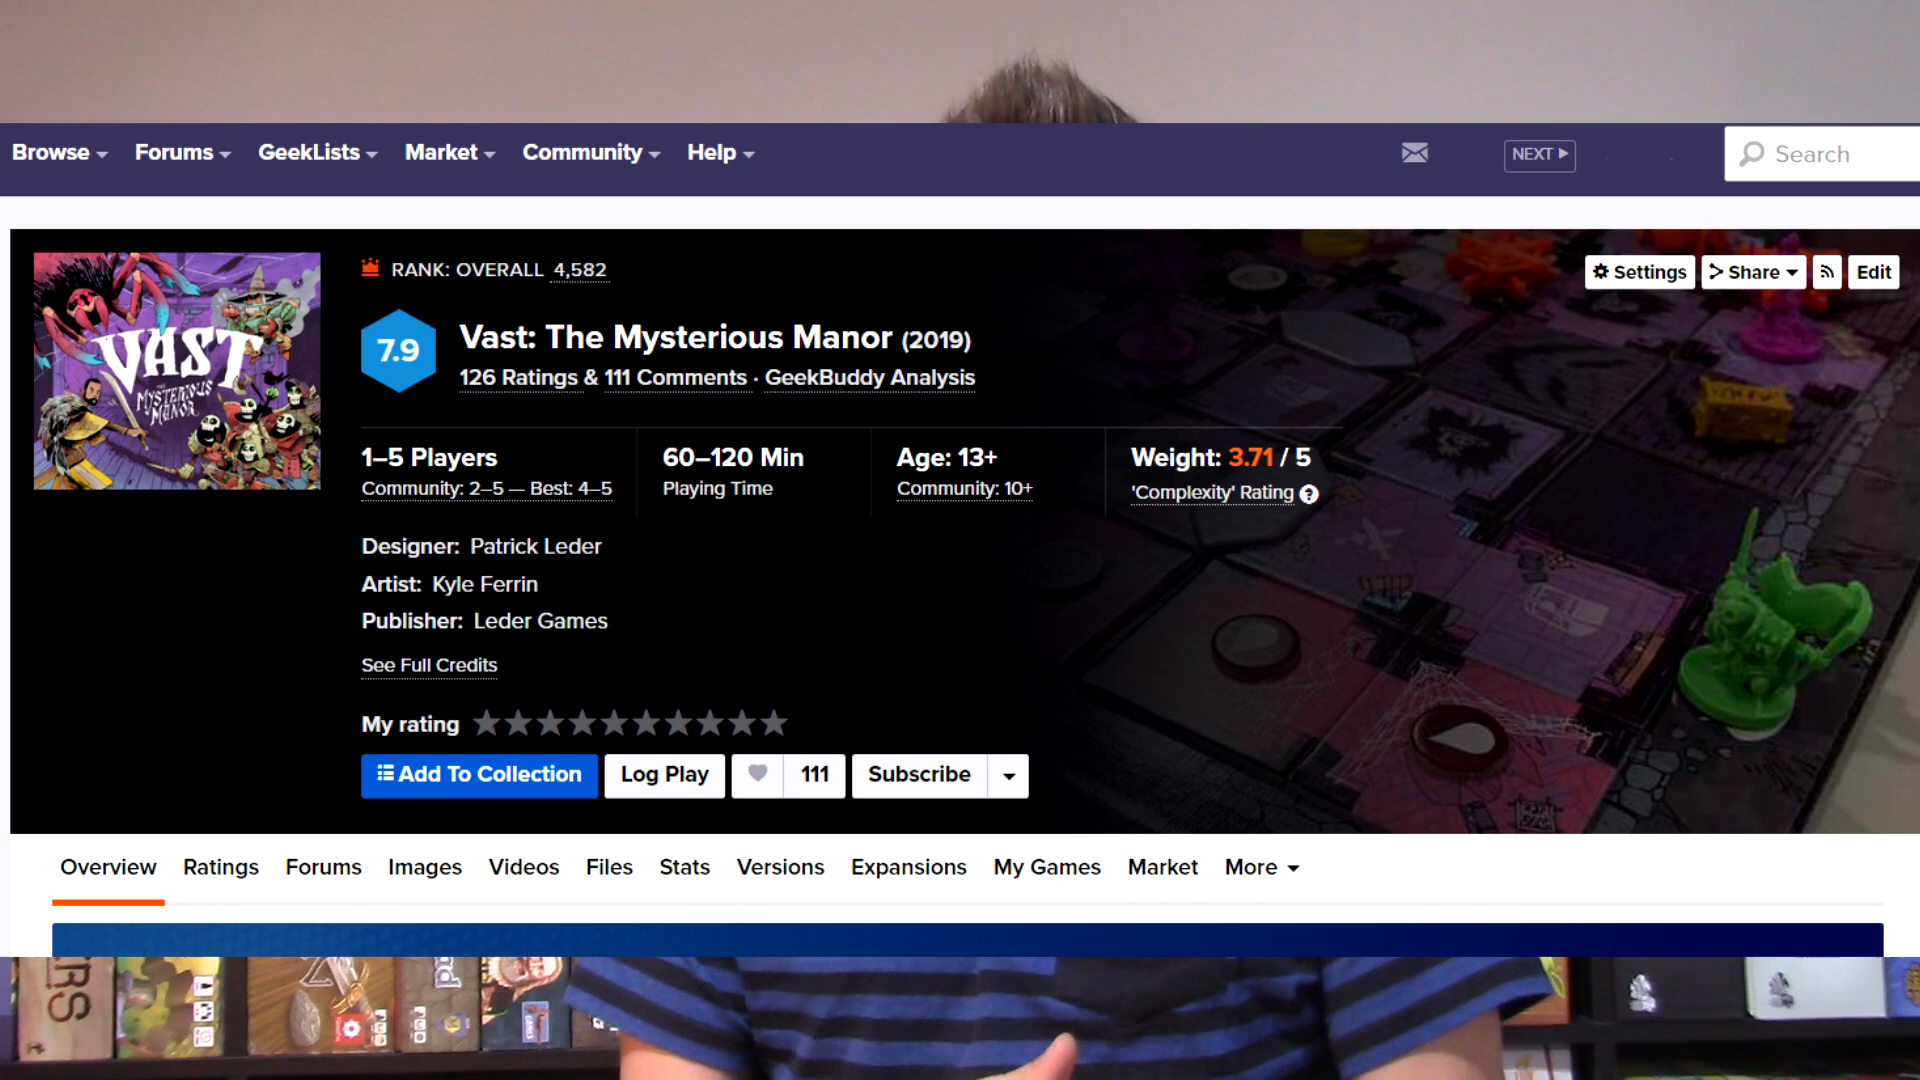 Browse Forums GeekLists Market Community Help NEXT Search
RANK: OVERALL 4,582
Settings Share Edit
7.9
Vast: The Mysterious Manor (2019)
126 Ratings & 111 Comments · GeekBuddy Analysis
VAST
THE
MYSTERIOUS
MANOR
1–5 Players 60–120 Min Age: 13+ Weight: 3.71 / 5
Community: 2–5 — Best: 4–5 Playing Time Community: 10+ 'Complexity' Rating ?
Designer: Patrick Leder
Artist: Kyle Ferrin
Publisher: Leder Games
See Full Credits
My rating
Add To Collection Log Play 111 Subscribe
Overview Ratings Forums Images Videos Files Stats Versions Expansions My Games Market More